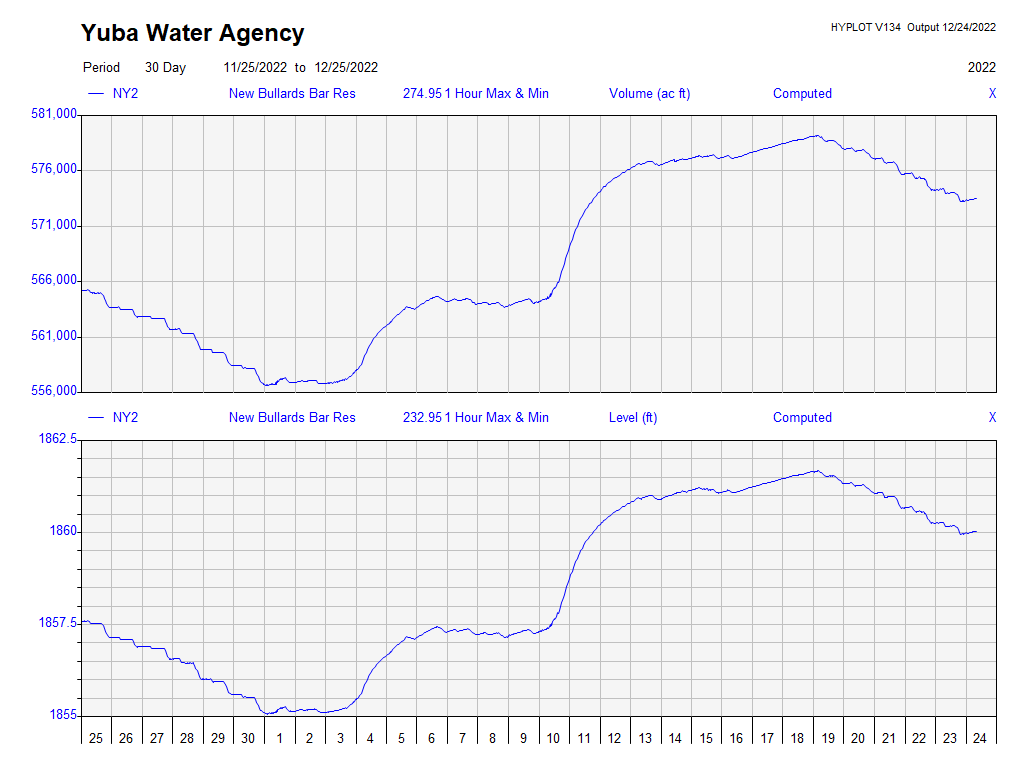 Yuba Water Agency
HYPLOT V134 Output 12/24/2022
Period 30 Day 11/25/2022 to 12/25/2022 2022
NY2 New Bullards Bar Res 274.95 1 Hour Max & Min Volume (ac ft) Computed X
581,000
576,000
571,000
566,000
561,000
556,000
NY2 New Bullards Bar Res 232.95 1 Hour Max & Min Level (ft) Computed X
1862.5
1860
1857.5
1855
25 26 27 28 29 30 1 2 3 4 5 6 7 8 9 10 11 12 13 14 15 16 17 18 19 20 21 22 23 24